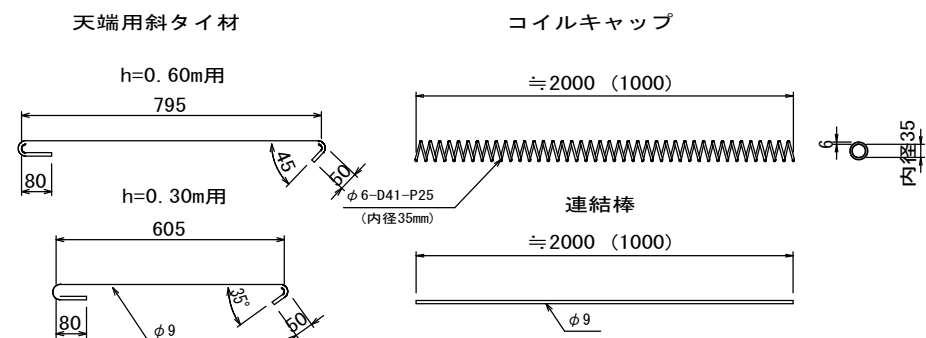 天端用斜タイ材
h=0.60m用
795
80
45
50
h=0.30m用
605
80
φ9
35°
50
コイルキャップ
≒2000 (1000)
φ6-D41-P25
(内径35mm)
6
内径35
連結棒
≒2000 (1000)
φ9